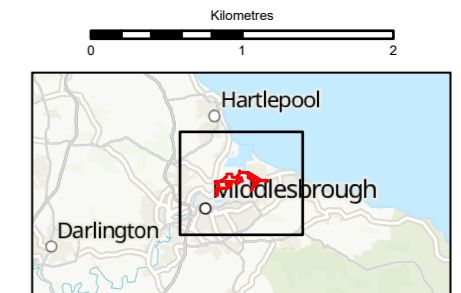 Kilometres
0 1 2
Hartlepool
Middlesbrough
Darlington